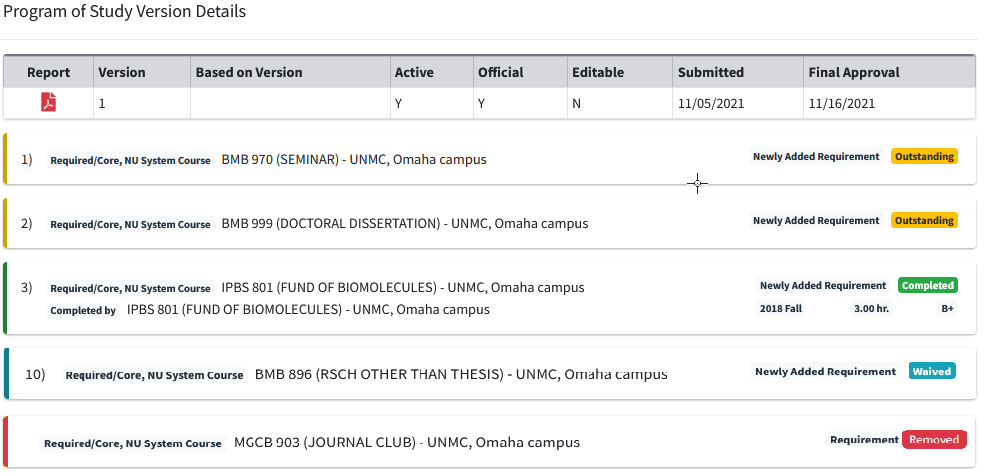 Program of Study Version Details
Report Version Based on Version Active Official Editable Submitted Final Approval
1 Y Y N 11/05/2021 11/16/2021
1) Required/Core, NU System Course BMB 970 (SEMINAR) - UNMC, Omaha campus Newly Added Requirement Outstanding
2) Required/Core, NU System Course BMB 999 (DOCTORAL DISSERTATION) - UNMC, Omaha campus Newly Added Requirement Outstanding
3) Required/Core, NU System Course IPBS 801 (FUND OF BIOMOLECULES) - UNMC, Omaha campus Newly Added Requirement Completed
Completed by IPBS 801 (FUND OF BIOMOLECULES) - UNMC, Omaha campus 2018 Fall 3.00 hr. B+
10) Required/Core, NU System Course BMB 896 (RSCH OTHER THAN THESIS) - UNMC, Omaha campus Newly Added Requirement Waived
Required/Core, NU System Course MGCB 903 (JOURNAL CLUB) - UNMC, Omaha campus Requirement Removed